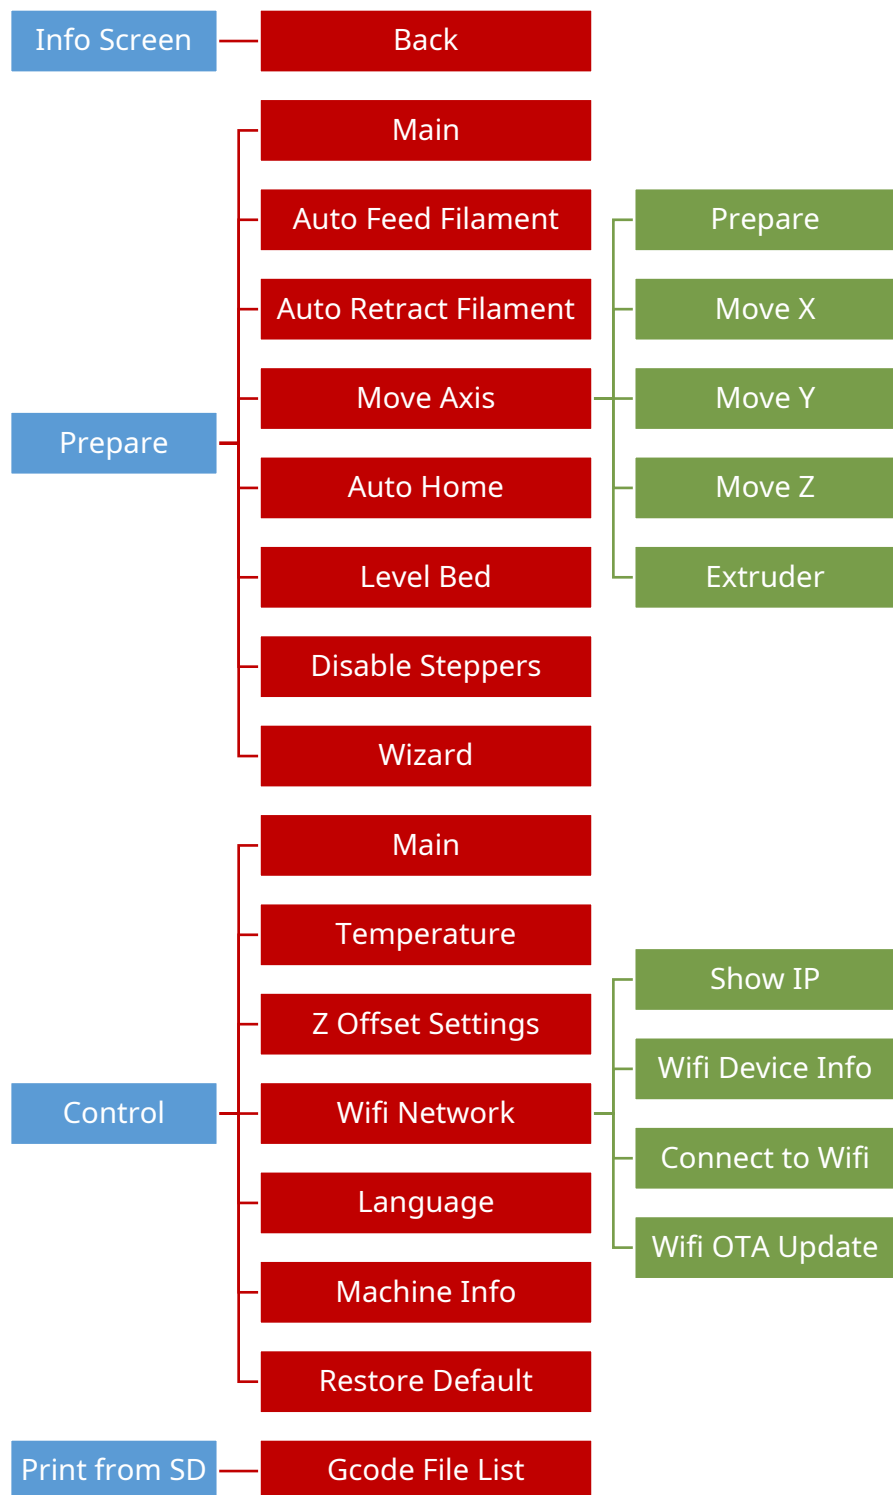 Info Screen
Back
Main
Auto Feed Filament
Prepare
Auto Retract Filament
Move X
Move Axis
Move Y
Prepare
Auto Home
Move Z
Level Bed
Extruder
Disable Steppers
Wizard
Main
Temperature
Show IP
Z Offset Settings
Wifi Device Info
Control
Wifi Network
Connect to Wifi
Language
Wifi OTA Update
Machine Info
Restore Default
Print from SD
Gcode File List